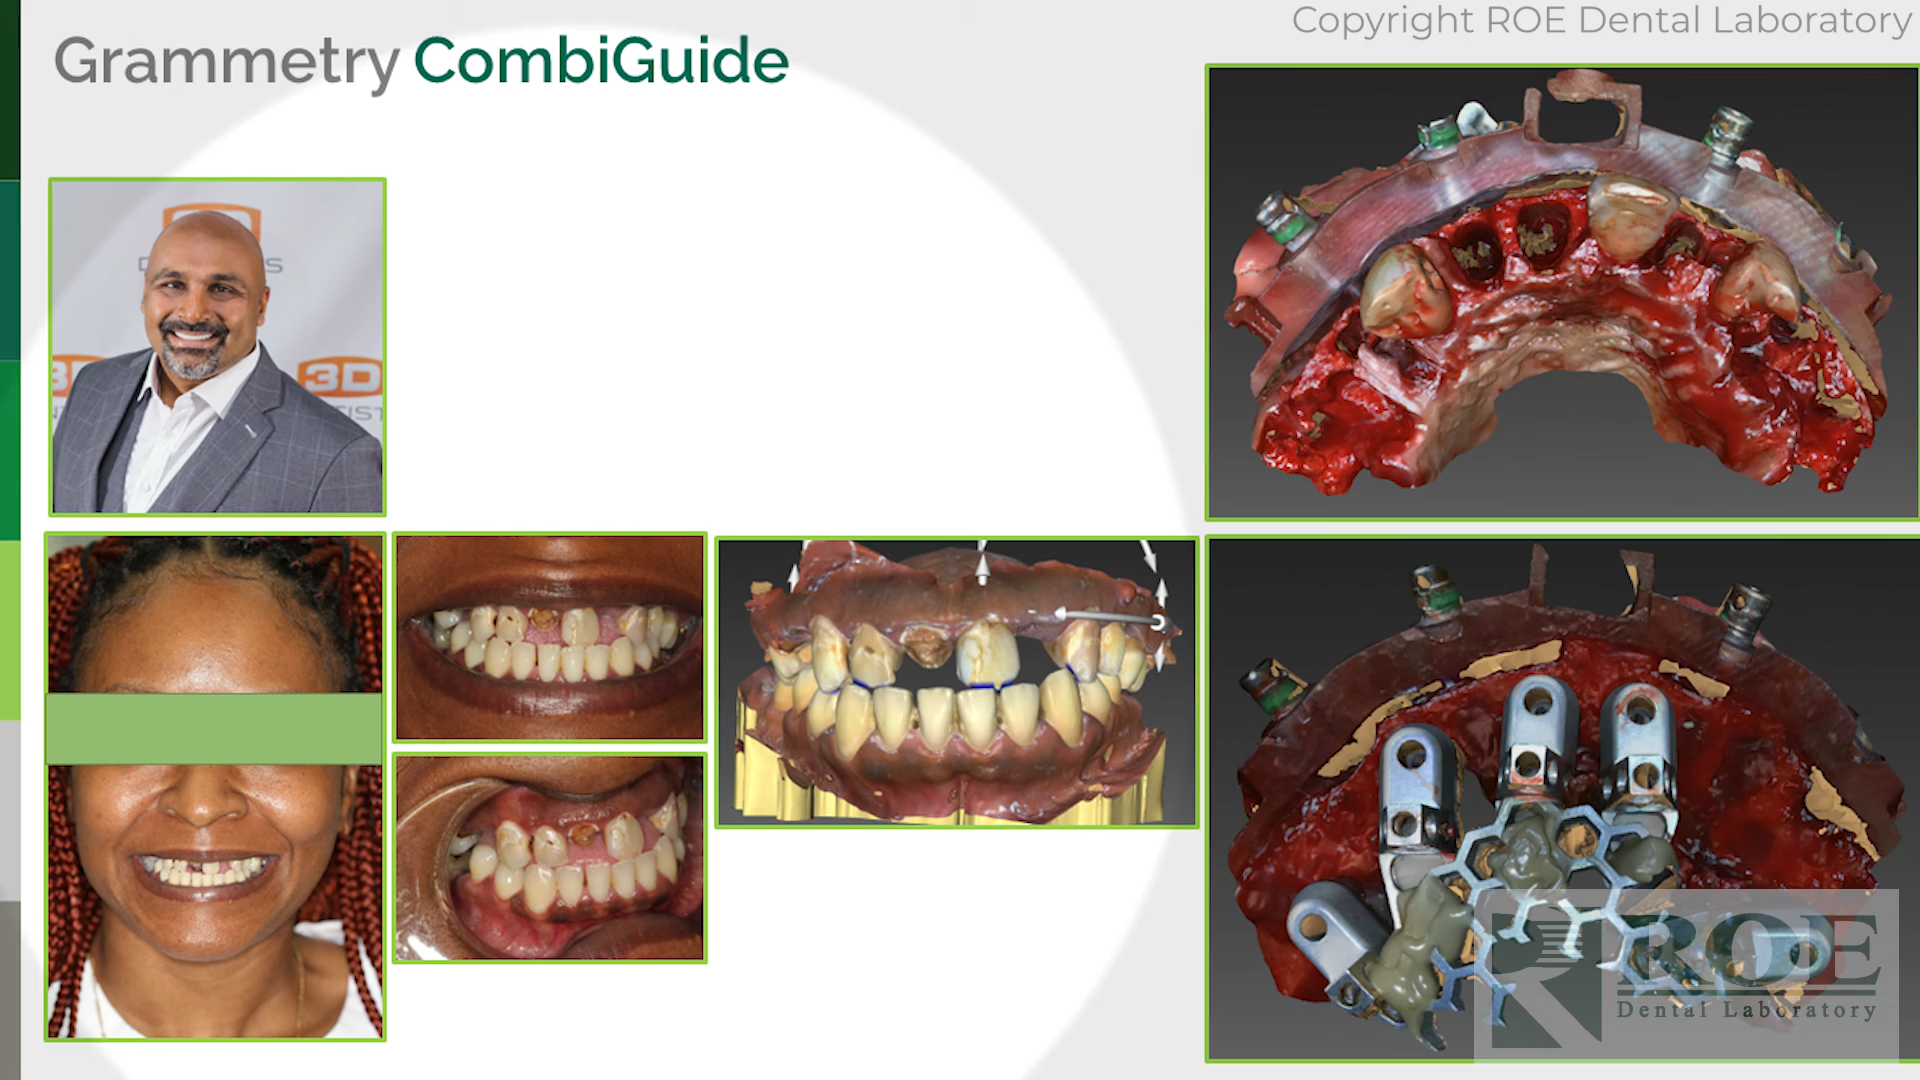 Copyright ROE Dental Laboratory
Grammetry CombiGuide
3D
ROE
Dental Laboratory